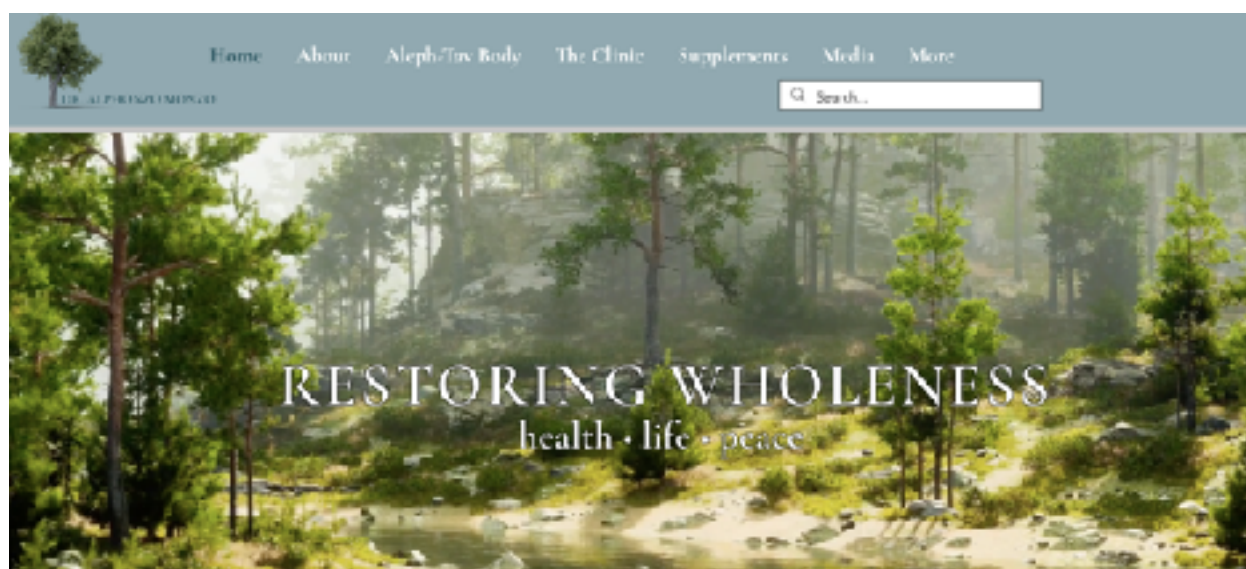 Home About Aleph/Tav Body The Clinic Supplements Media More
Search...
RESTORING WHOLENESS
health • life • peace